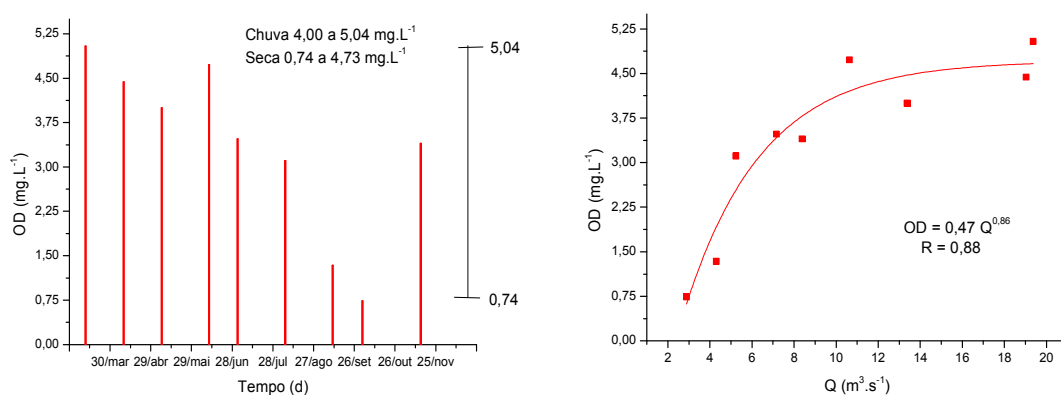 Chuva 4,00 a 5,04 mg.L⁻¹
Seca 0,74 a 4,73 mg.L⁻¹
5,04
0,74
5,25
4,50
3,75
3,00
2,25
1,50
0,75
0,00
OD (mg.L⁻¹)
30/mar 29/abr 29/mai 28/jun 28/jul 27/ago 26/set 26/out 25/nov
Tempo (d)
5,25
4,50
3,75
3,00
2,25
1,50
0,75
0,00
OD (mg.L⁻¹)
OD = 0,47 Q⁰,⁸⁶
R = 0,88
2 4 6 8 10 12 14 16 18 20
Q (m³.s⁻¹)